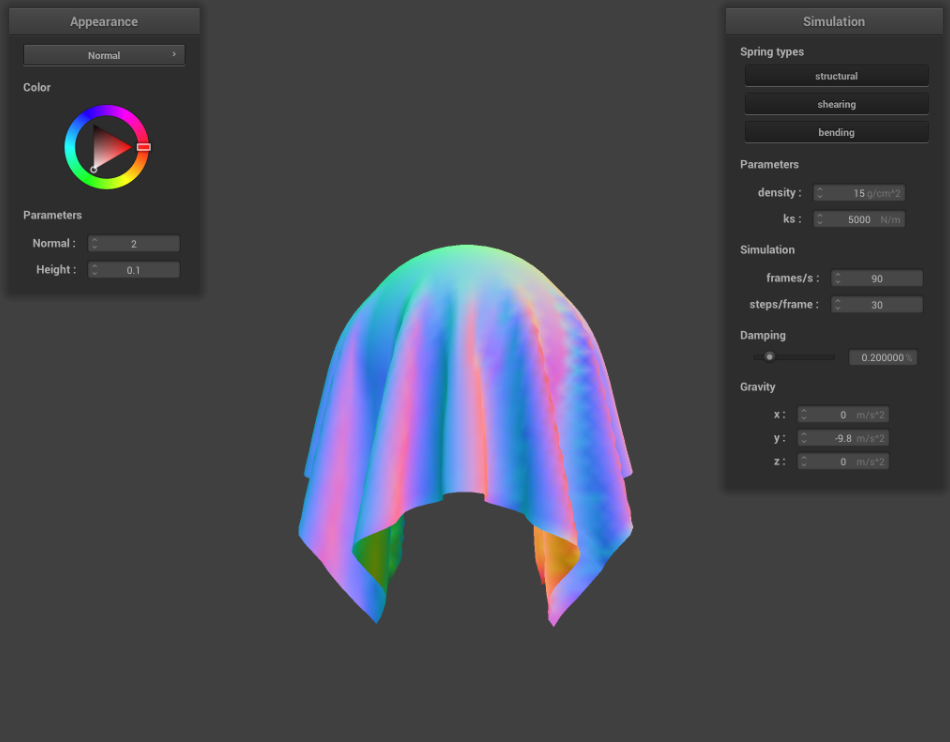 Appearance
Normal
Color
Parameters
Normal : 2
Height : 0.1
Simulation
Spring types
structural
shearing
bending
Parameters
density : 15 g/cm^2
ks : 5000 N/m
Simulation
frames/s : 90
steps/frame : 30
Damping
0.200000 %
Gravity
x : 0 m/s^2
y : -9.8 m/s^2
z : 0 m/s^2